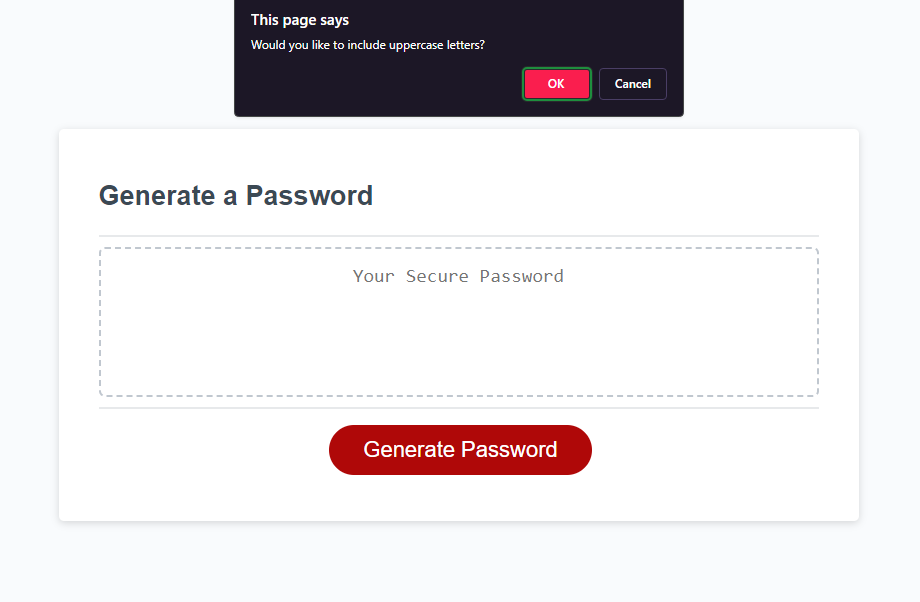 This page says
Would you like to include uppercase letters?
OK
Cancel
Generate a Password
Your Secure Password
Generate Password